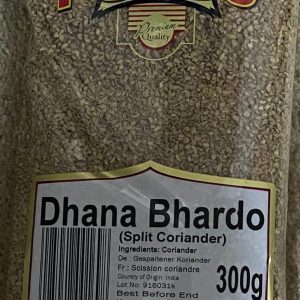 Premium
Quality
Dhana Bhardo
(Split Coriander)
Ingredients: Coriander
De : Gespaltener Koriander
Fr : Scission coriandre
Country of Origin: India
Lot No: 916031k
Best Before End
300g